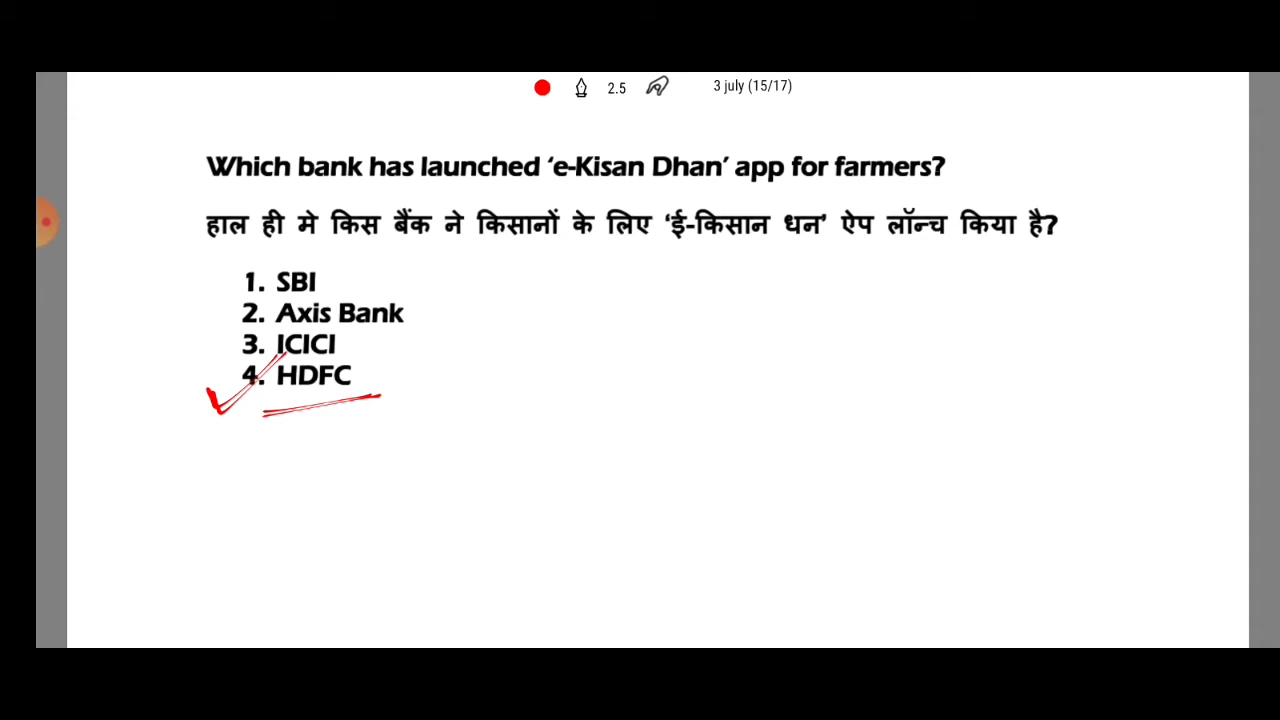 2.5 3 july (15/17)
Which bank has launched ‘e-Kisan Dhan’ app for farmers?
हाल ही मे किस बैंक ने किसानों के लिए ‘ई-किसान धन’ ऐप लॉन्च किया है?
1. SBI
2. Axis Bank
3. ICICI
4. HDFC